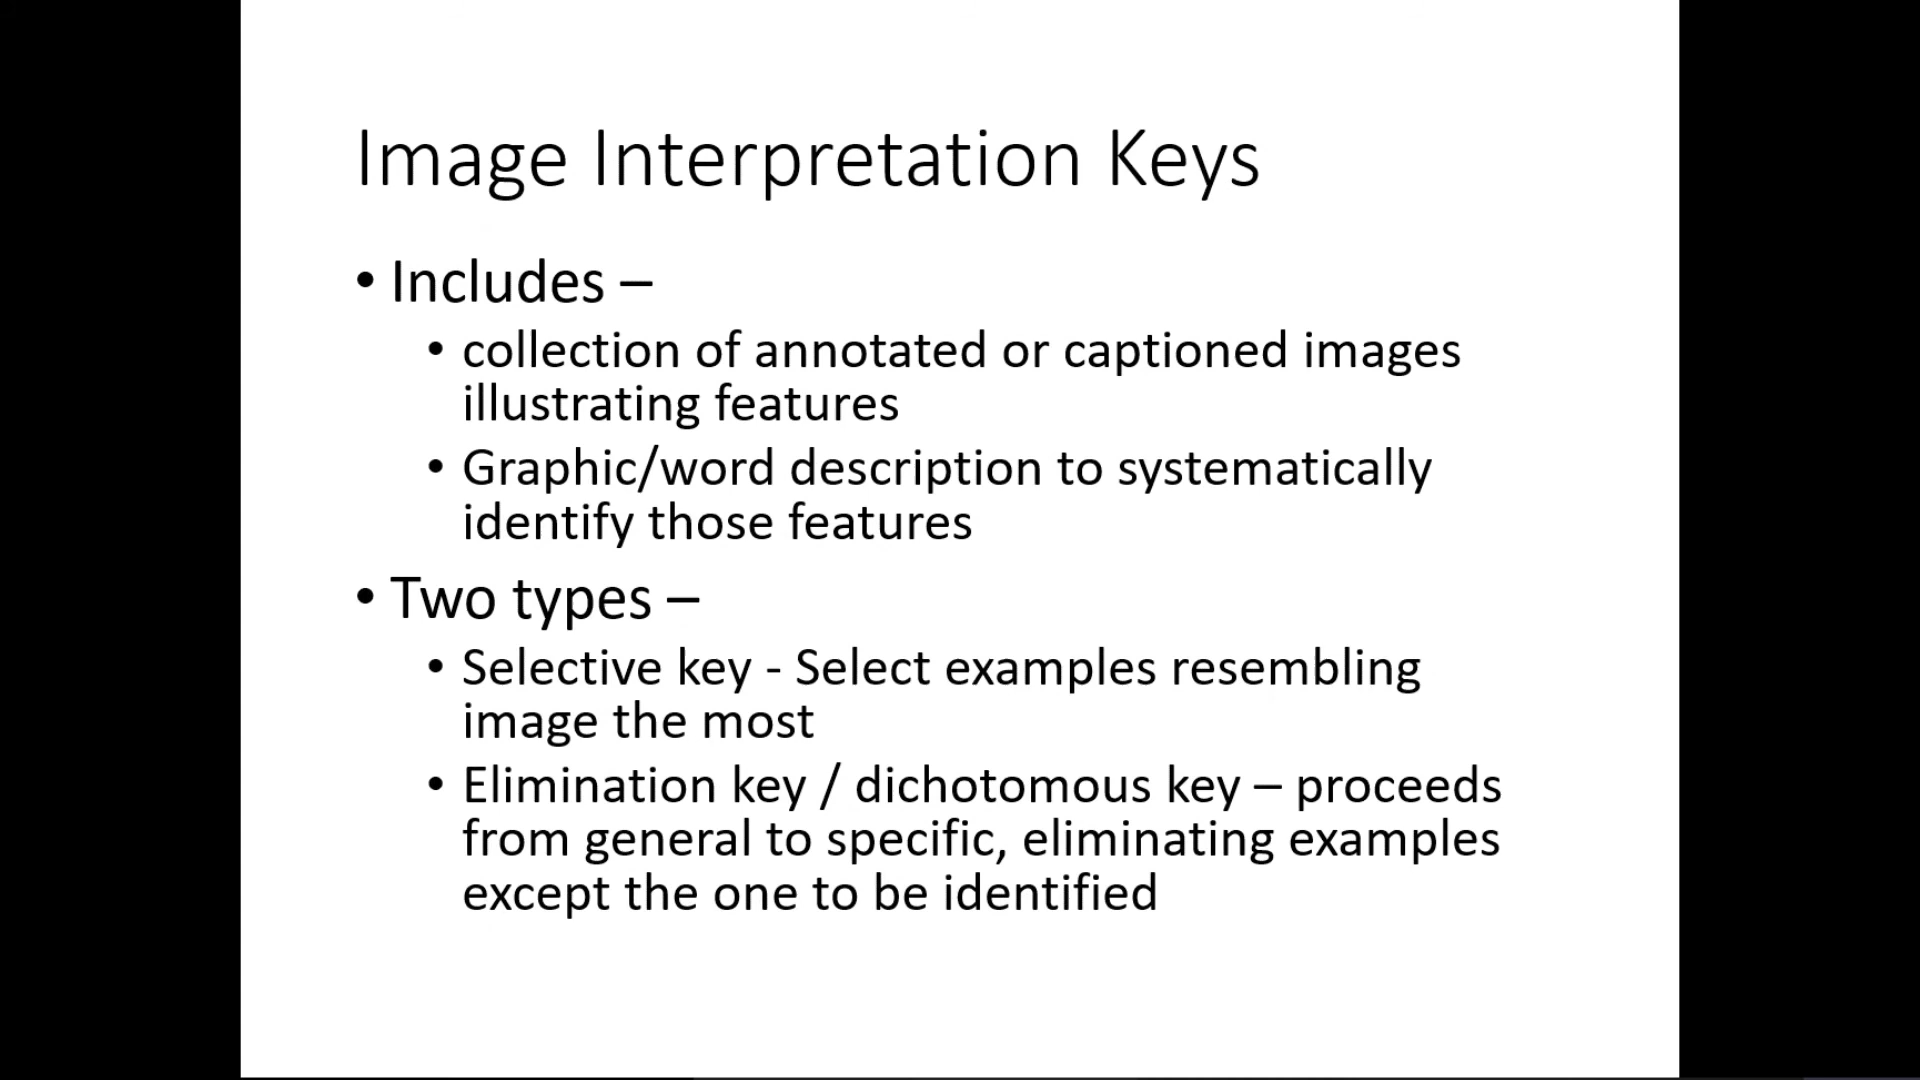 Image Interpretation Keys
• Includes –
• collection of annotated or captioned images
illustrating features
• Graphic/word description to systematically
identify those features
• Two types –
• Selective key - Select examples resembling
image the most
• Elimination key / dichotomous key – proceeds
from general to specific, eliminating examples
except the one to be identified